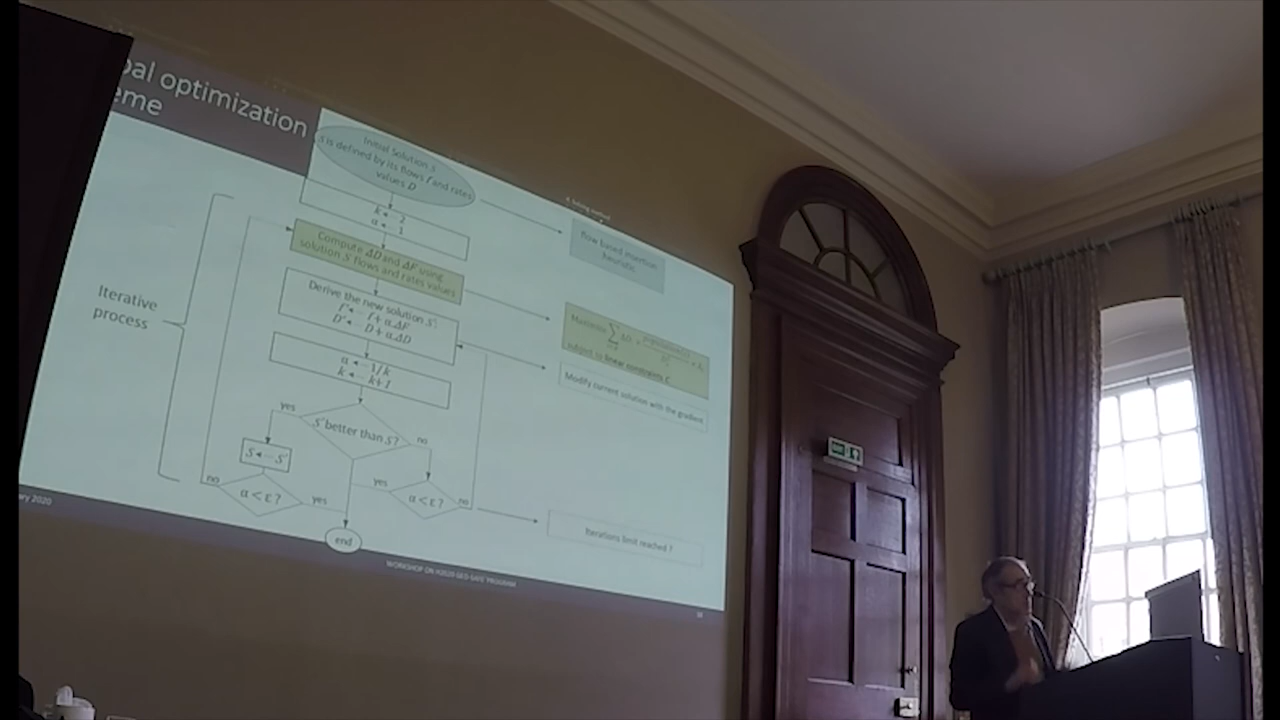 optimization
Initial Solution S
S is defined by its flows f and rates
values D
k ← 2
α ← 1
flow based insertion
heuristic
Compute ΔD and ΔF using
solution S flows and rates values
Derive the new solution S':
f' ← f + α.ΔF
D' ← D + α.ΔD
Maximize
subject to linear constraints
Iterative
process
α ← 1/k
k ← k+1
Modify current solution with the gradient
yes
S' better than S?
no
S ← S'
no
α < ε ?
yes
yes
α < ε ?
no
end
Iterations limit reached ?
2020
WORKSHOP ON H2020 GEO-SAFE PROGRAM